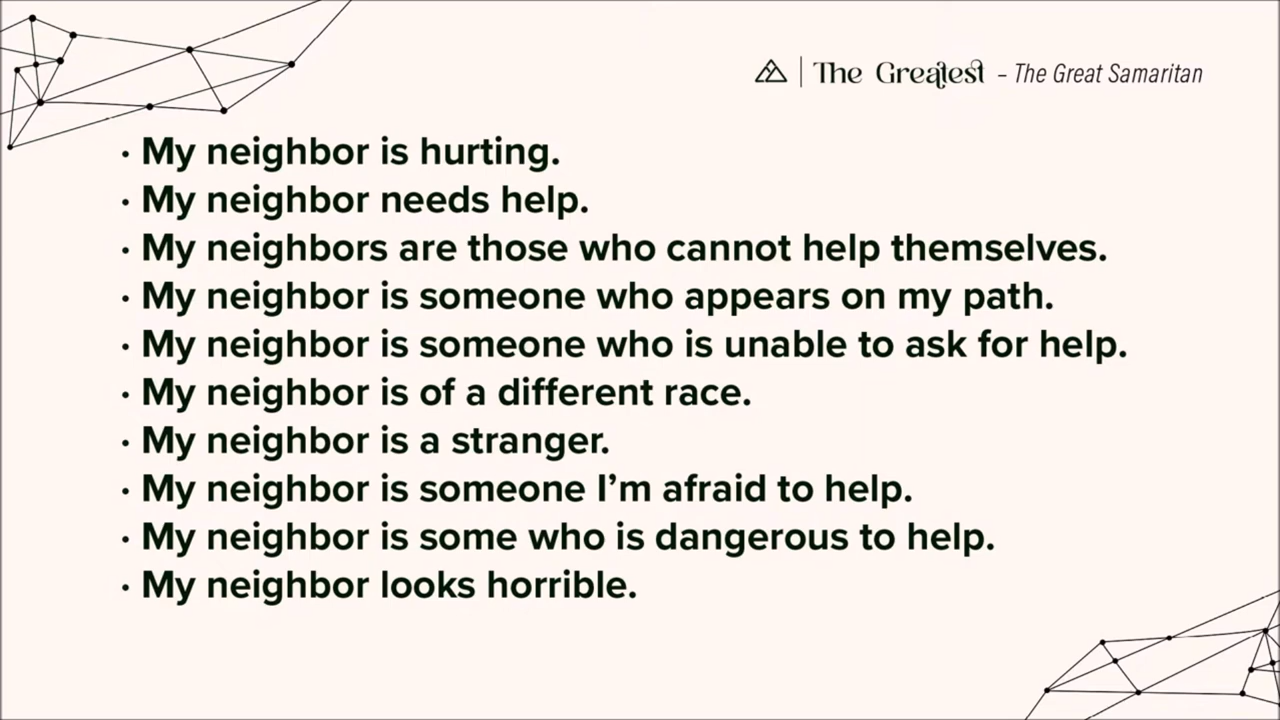 The Greatest – The Great Samaritan
· My neighbor is hurting.
· My neighbor needs help.
· My neighbors are those who cannot help themselves.
· My neighbor is someone who appears on my path.
· My neighbor is someone who is unable to ask for help.
· My neighbor is of a different race.
· My neighbor is a stranger.
· My neighbor is someone I’m afraid to help.
· My neighbor is some who is dangerous to help.
· My neighbor looks horrible.